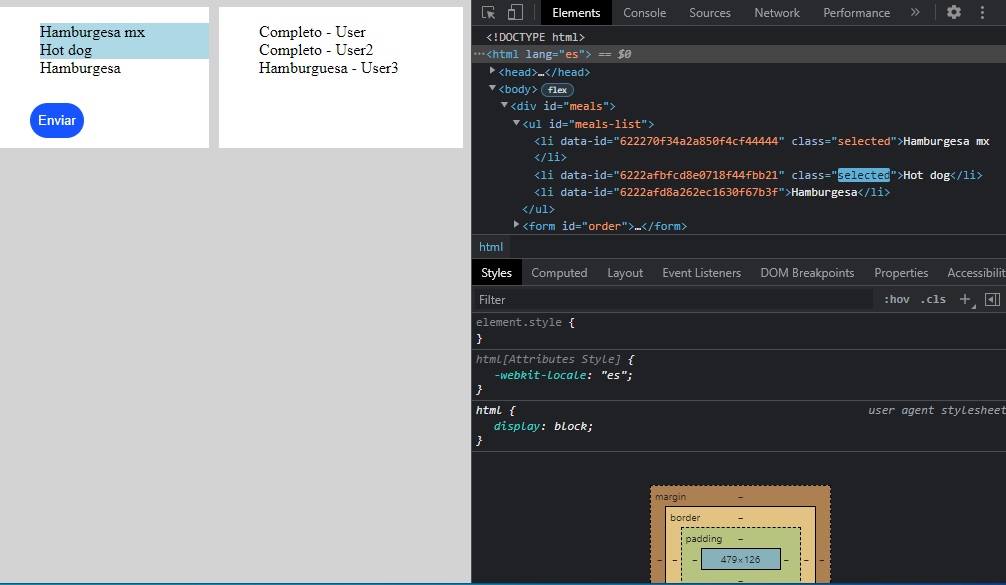 Hamburgesa mx
Hot dog
Hamburgesa
Enviar
Completo - User
Completo - User2
Hamburguesa - User3
Elements Console Sources Network Performance »
<!DOCTYPE html>
···<html lang="es"> == $0
<head>…</head>
<body> flex
<div id="meals">
<ul id="meals-list">
<li data-id="622270f34a2a850f4cf44444" class="selected">Hamburgesa mx
</li>
<li data-id="6222afbfcd8e0718f44fbb21" class="selected">Hot dog</li>
<li data-id="6222afd8a262ec1630f67b3f">Hamburgesa</li>
</ul>
<form id="order">…</form>
html
Styles Computed Layout Event Listeners DOM Breakpoints Properties Accessibilit
Filter :hov .cls +
element.style {
}
html[Attributes Style] {
-webkit-locale: "es";
}
html { user agent stylesheet
display: block;
}
margin –
border –
padding –
– – – 479×126 – – –
–